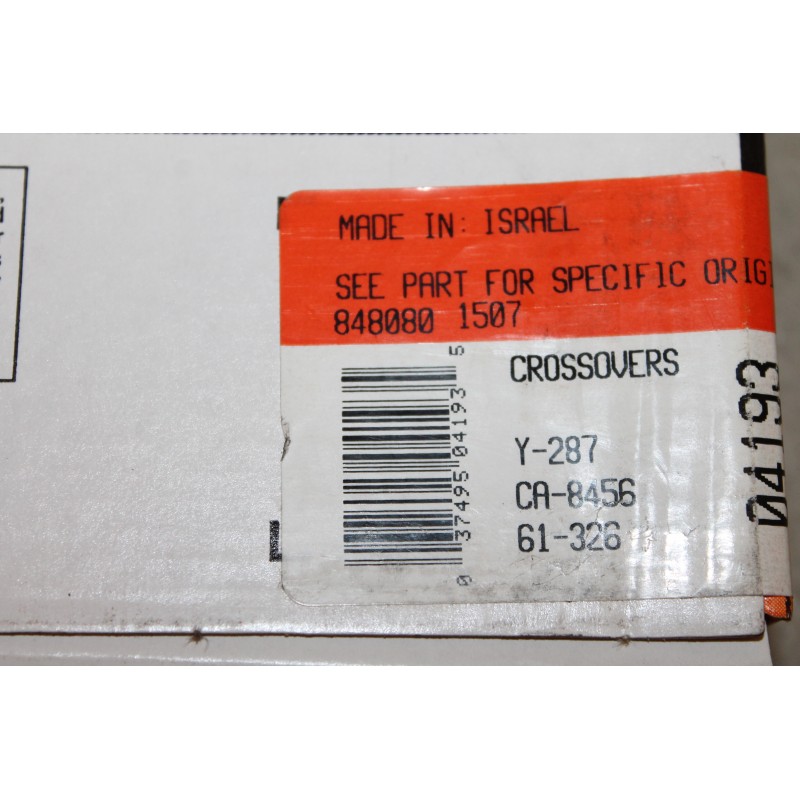 MADE IN: ISRAEL
SEE PART FOR SPECIFIC ORIGI
848080 1507
CROSSOVERS
Y-287
CA-8456
61-326
0 37495 04193 5
04193